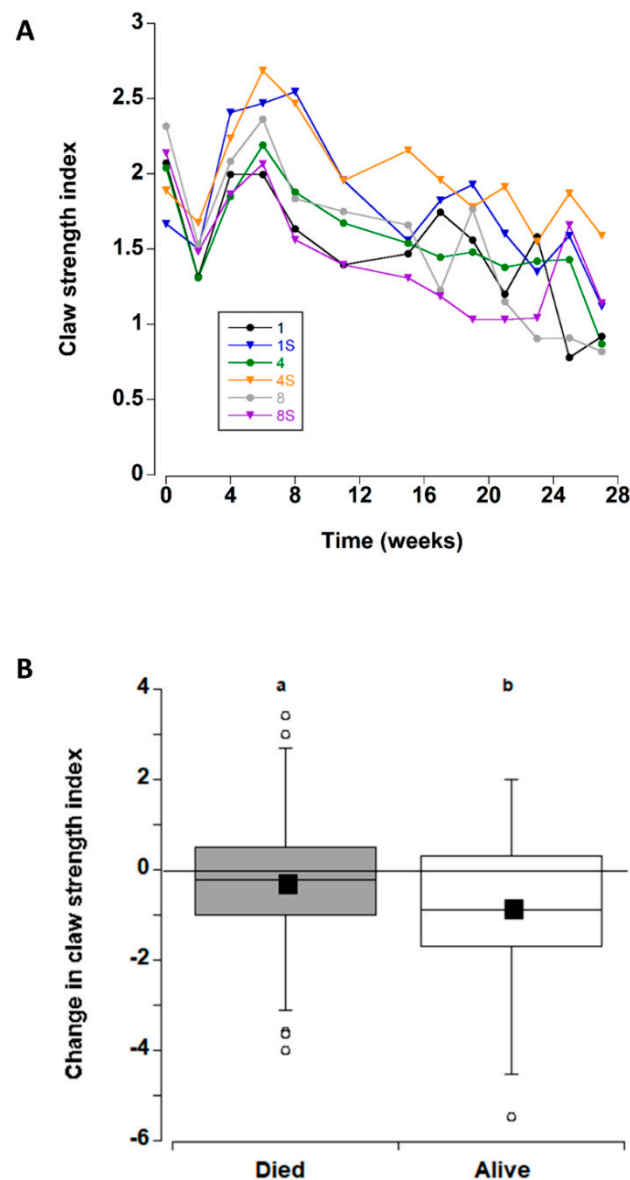 A
Claw strength index
3
2.5
2
1.5
1
0.5
0
1
1S
4
4S
8
8S
0 4 8 12 16 20 24 28
Time (weeks)
B
Change in claw strength index
a b
4
2
0
-2
-4
-6
Died Alive